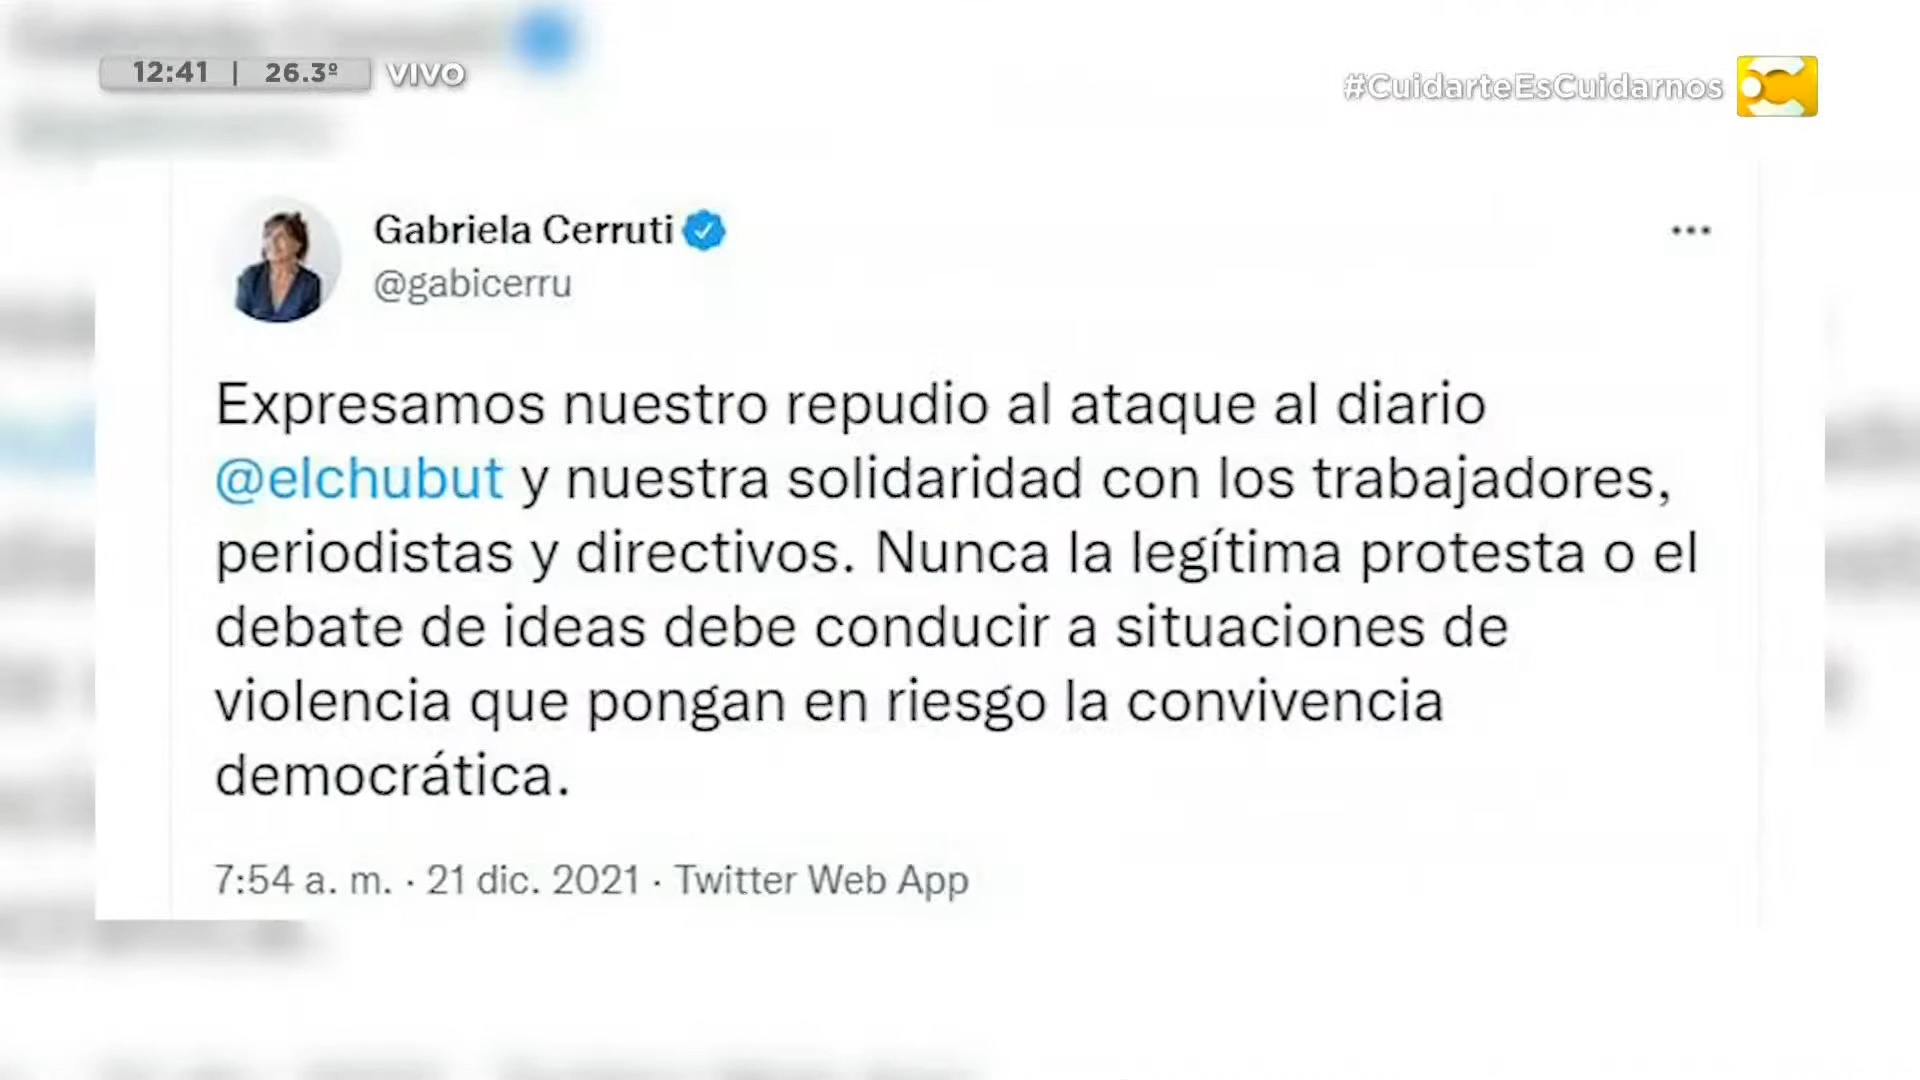 12:41 | 26.3º VIVO
#CuidarteEsCuidarnos
Gabriela Cerruti
@gabicerru
Expresamos nuestro repudio al ataque al diario
@elchubut y nuestra solidaridad con los trabajadores,
periodistas y directivos. Nunca la legítima protesta o el
debate de ideas debe conducir a situaciones de
violencia que pongan en riesgo la convivencia
democrática.
7:54 a. m. · 21 dic. 2021 · Twitter Web App